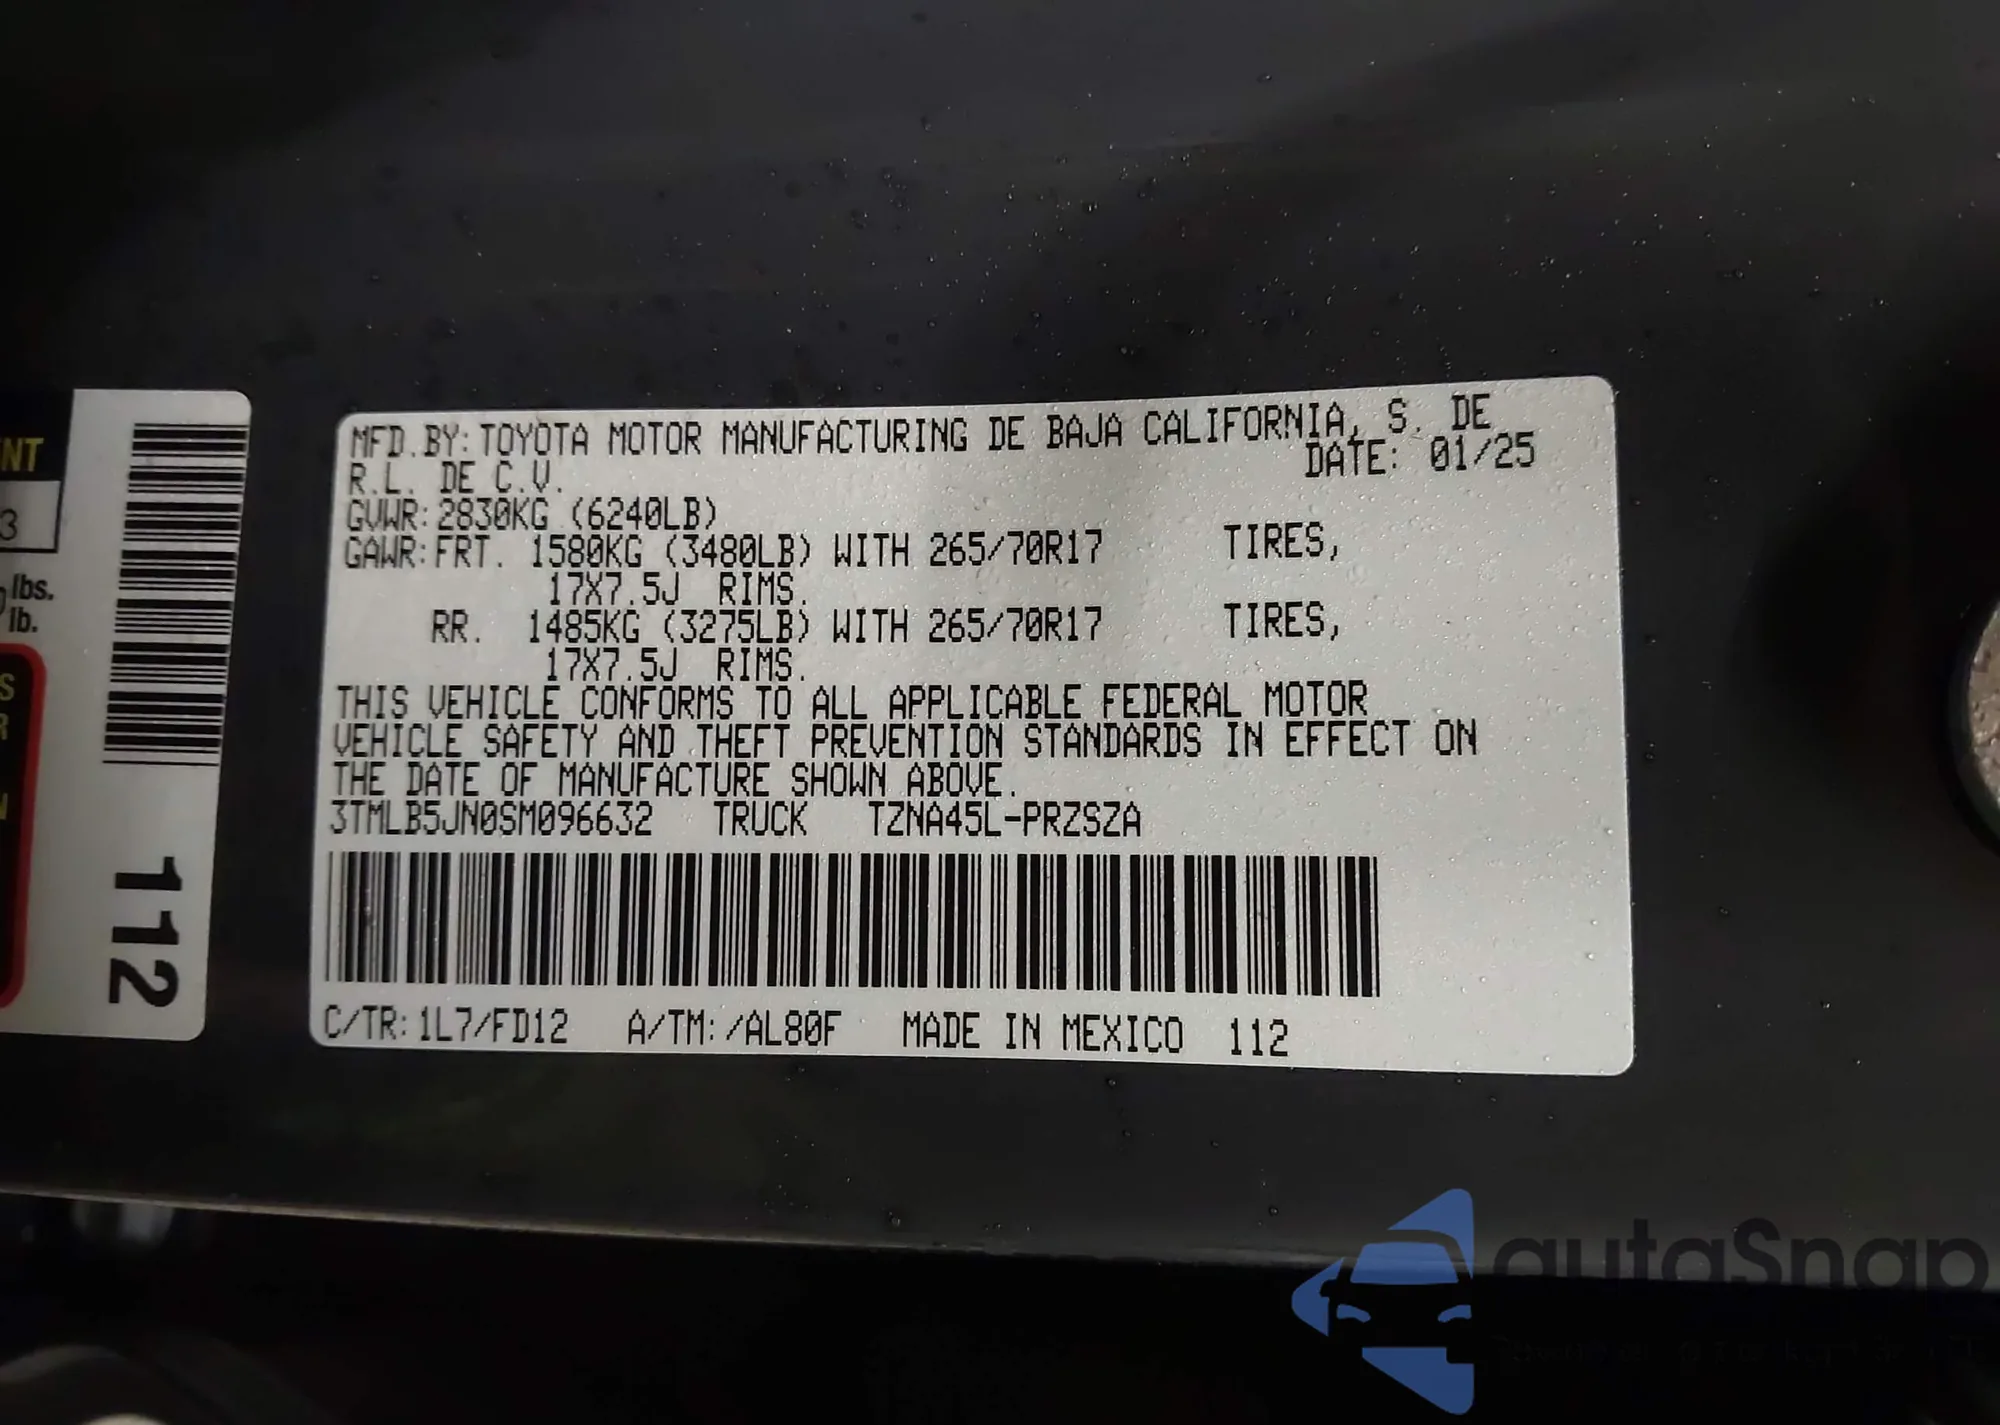 MFD.BY: TOYOTA MOTOR MANUFACTURING DE BAJA CALIFORNIA, S. DE
R.L. DE C.V. DATE: 01/25
GVWR: 2830KG (6240LB)
GAWR: FRT. 1580KG (3480LB) WITH 265/70R17 TIRES,
17X7.5J RIMS.
RR. 1485KG (3275LB) WITH 265/70R17 TIRES,
17X7.5J RIMS.
THIS VEHICLE CONFORMS TO ALL APPLICABLE FEDERAL MOTOR
VEHICLE SAFETY AND THEFT PREVENTION STANDARDS IN EFFECT ON
THE DATE OF MANUFACTURE SHOWN ABOVE.
3TMLB5JN0SM096632 TRUCK TZNA45L-PRZSZA
C/TR: 1L7/FD12 A/TM: /AL80F MADE IN MEXICO 112
NT
3
lbs.
lb.
S
R
N
112
autaSnap